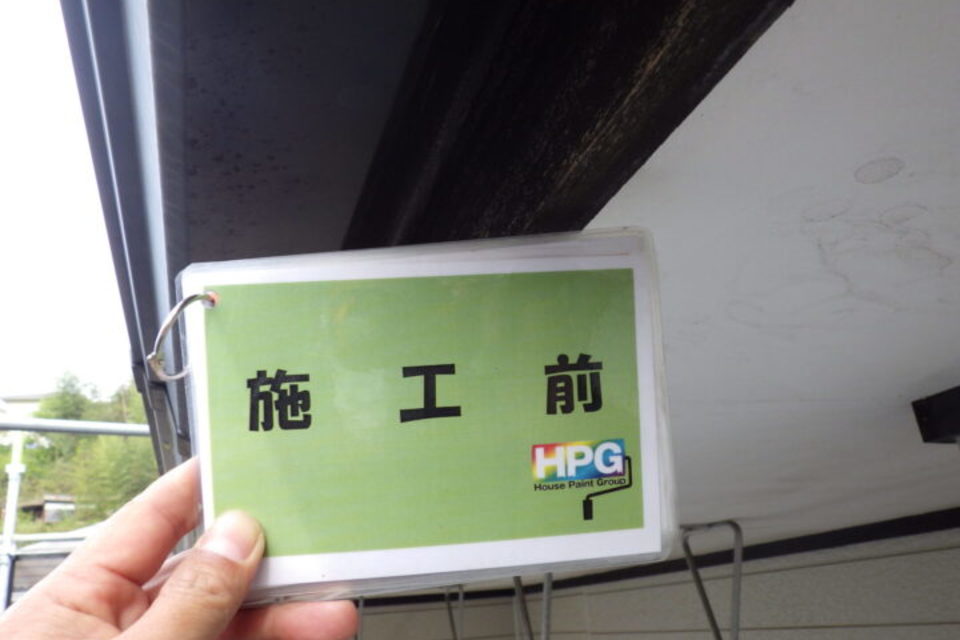 施工前
HPG
House Paint Group